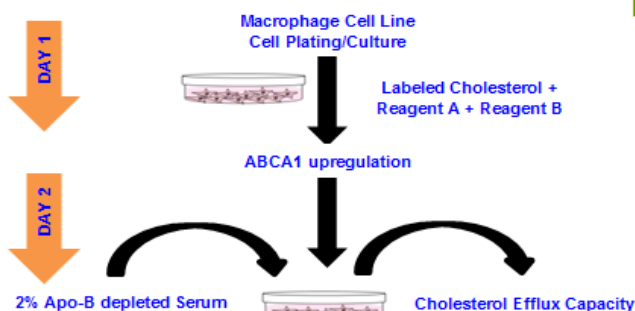 Macrophage Cell Line
Cell Plating/Culture
DAY 1
Labeled Cholesterol +
Reagent A + Reagent B
ABCA1 upregulation
DAY 2
2% Apo-B depleted Serum
Cholesterol Efflux Capacity